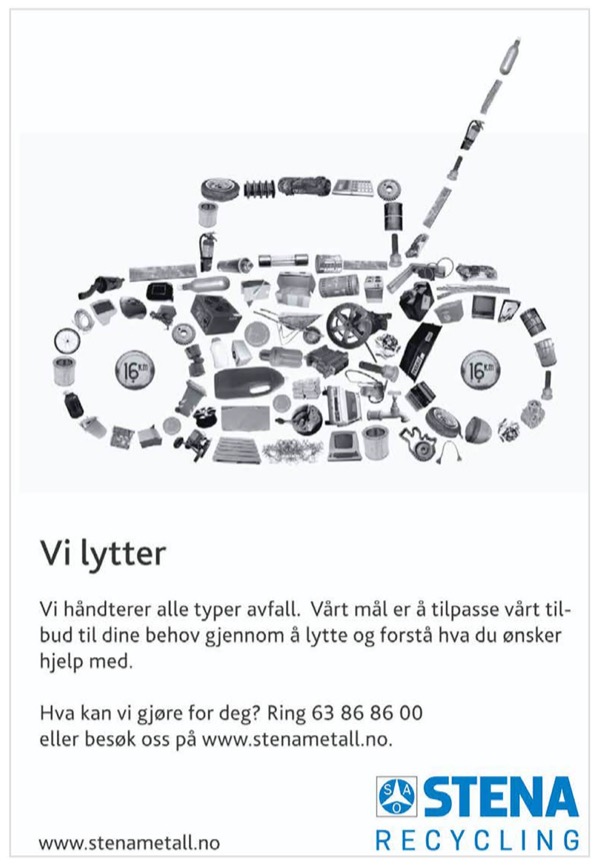 16 KM
16 KM
Vi lytter
Vi håndterer alle typer avfall. Vårt mål er å tilpasse vårt til-
bud til dine behov gjennom å lytte og forstå hva du ønsker
hjelp med.
Hva kan vi gjøre for deg? Ring 63 86 86 00
eller besøk oss på www.stenametall.no.
S A O
STENA
RECYCLING
www.stenametall.no